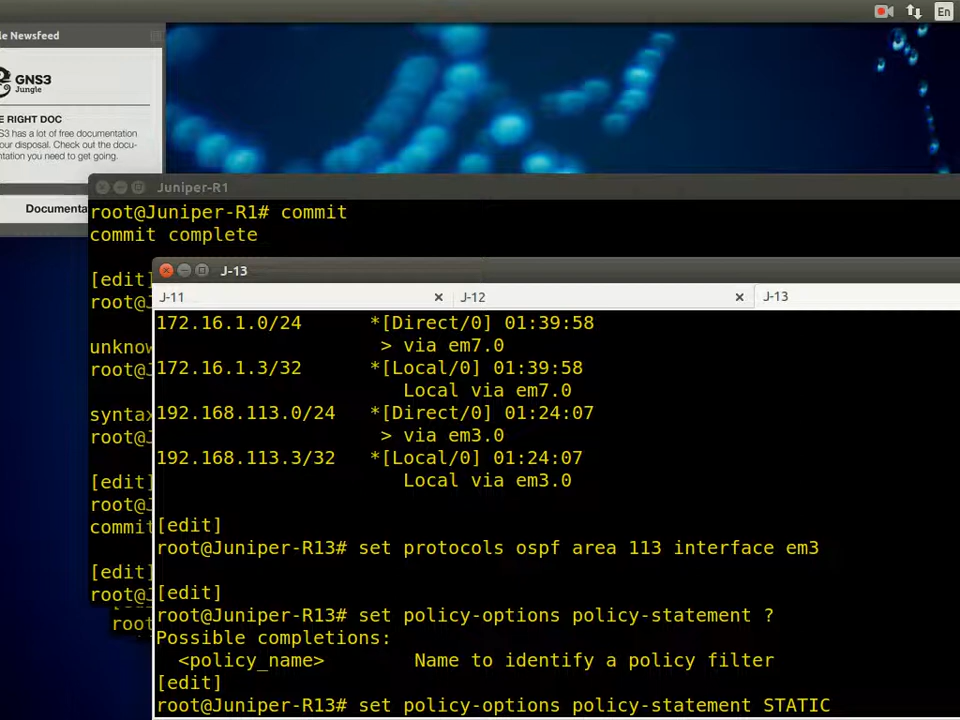 En
le Newsfeed
GNS3
Jungle
E RIGHT DOC
S3 has a lot of free documentation
our disposal. Check out the docu-
entation you need to get going.
Documenta
Juniper-R1
root@Juniper-R1# commit
commit complete
[edit]
root@J
unknow
root@J
syntax
root@J
[edit]
root@J
commit
[edit]
root@J
root
J-13
J-11
J-12
J-13
172.16.1.0/24 *[Direct/0] 01:39:58
> via em7.0
172.16.1.3/32 *[Local/0] 01:39:58
Local via em7.0
192.168.113.0/24 *[Direct/0] 01:24:07
> via em3.0
192.168.113.3/32 *[Local/0] 01:24:07
Local via em3.0
[edit]
root@Juniper-R13# set protocols ospf area 113 interface em3
[edit]
root@Juniper-R13# set policy-options policy-statement ?
Possible completions:
<policy_name> Name to identify a policy filter
[edit]
root@Juniper-R13# set policy-options policy-statement STATIC